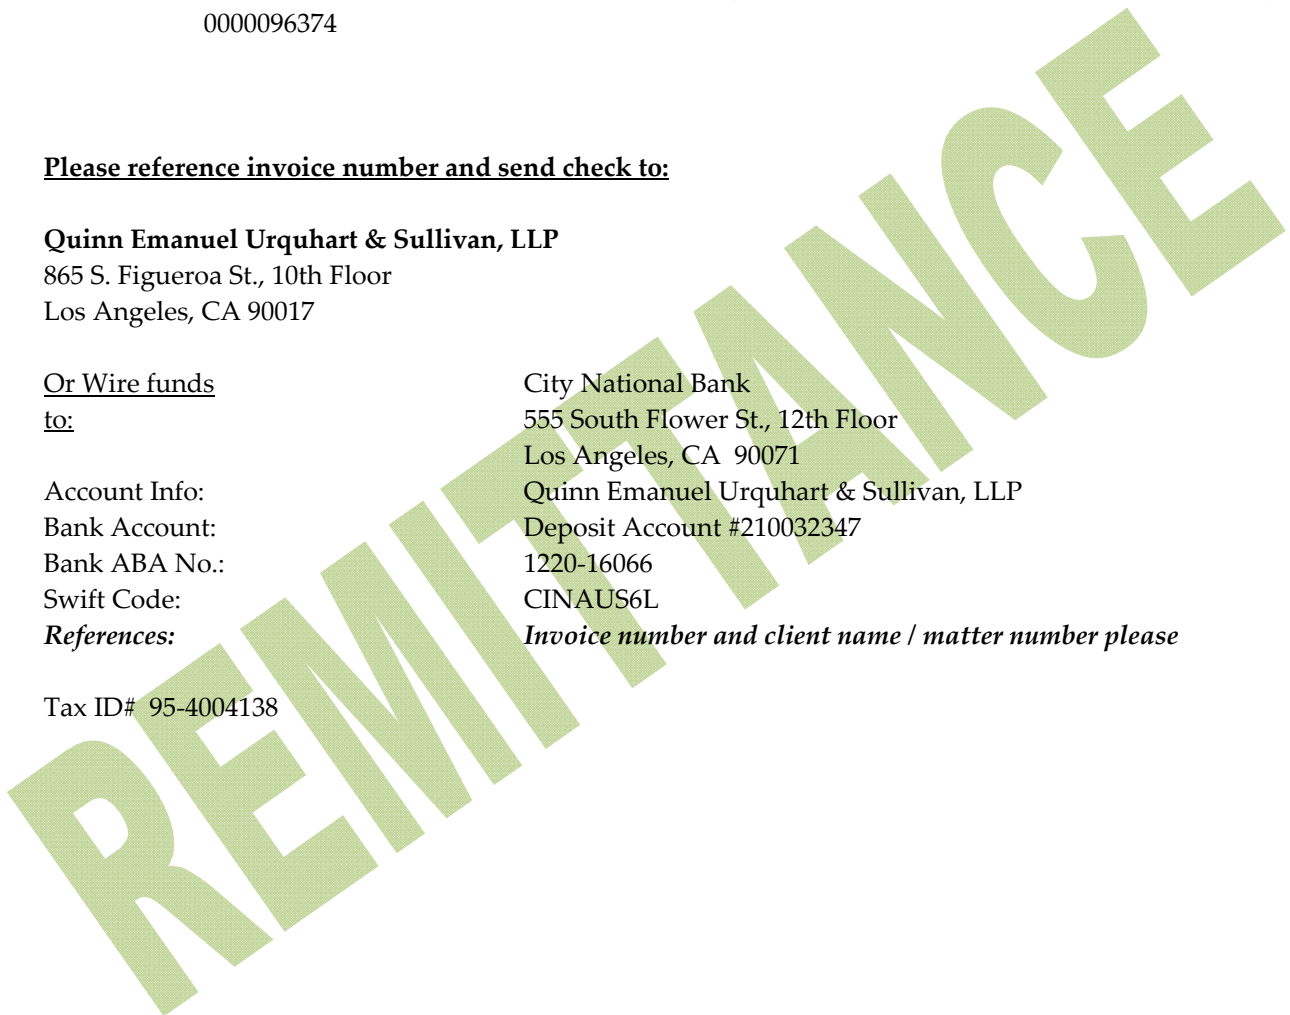 0000096374
Please reference invoice number and send check to:
Quinn Emanuel Urquhart & Sullivan, LLP
865 S. Figueroa St., 10th Floor
Los Angeles, CA 90017
Or Wire funds to:
City National Bank
555 South Flower St., 12th Floor
Los Angeles, CA  90071
Account Info: Quinn Emanuel Urquhart & Sullivan, LLP
Bank Account: Deposit Account #210032347
Bank ABA No.: 1220-16066
Swift Code: CINAUS6L
References: Invoice number and client name / matter number please
Tax ID#  95-4004138
REMITTANCE